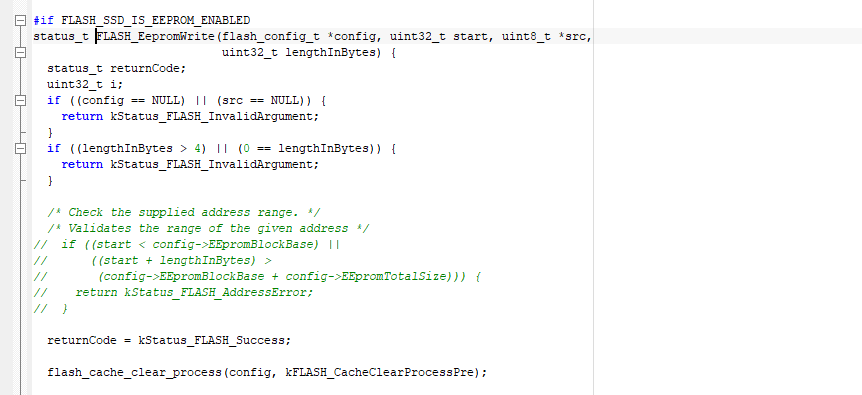 #if FLASH_SSD_IS_EEPROM_ENABLED
status_t FLASH_EepromWrite(flash_config_t *config, uint32_t start, uint8_t *src,
                           uint32_t lengthInBytes) {
  status_t returnCode;
  uint32_t i;
  if ((config == NULL) || (src == NULL)) {
    return kStatus_FLASH_InvalidArgument;
  }
  if ((lengthInBytes > 4) || (0 == lengthInBytes)) {
    return kStatus_FLASH_InvalidArgument;
  }

  /* Check the supplied address range. */
  /* Validates the range of the given address */
//  if ((start < config->EEpromBlockBase) ||
//      ((start + lengthInBytes) >
//       (config->EEpromBlockBase + config->EEpromTotalSize))) {
//    return kStatus_FLASH_AddressError;
//  }

  returnCode = kStatus_FLASH_Success;

  flash_cache_clear_process(config, kFLASH_CacheClearProcessPre);